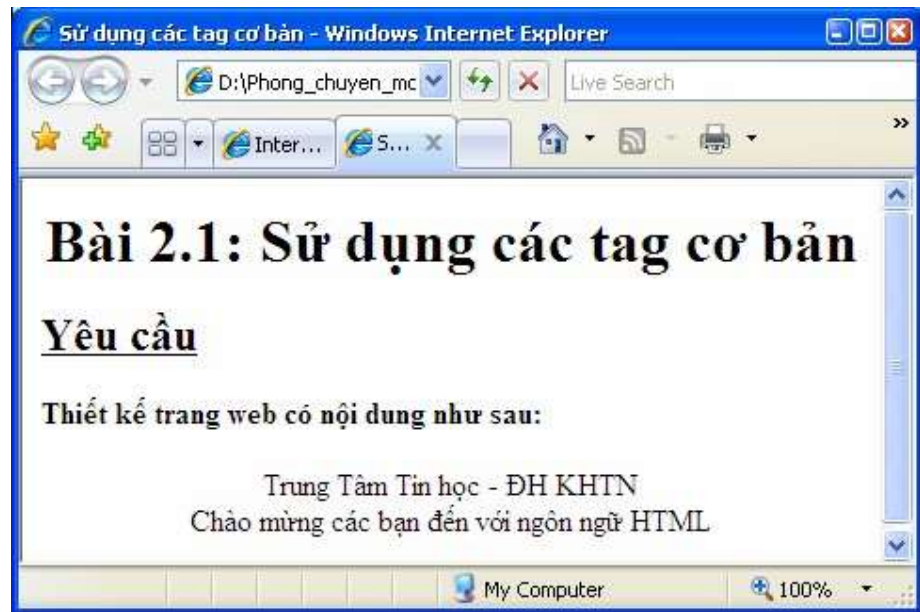 Sử dụng các tag cơ bản - Windows Internet Explorer
D:\Phong_chuyen_mc
Live Search
Inter... S...
»
Bài 2.1: Sử dụng các tag cơ bản
Yêu cầu
Thiết kế trang web có nội dung như sau:
Trung Tâm Tin học - ĐH KHTN
Chào mừng các bạn đến với ngôn ngữ HTML
My Computer 100%